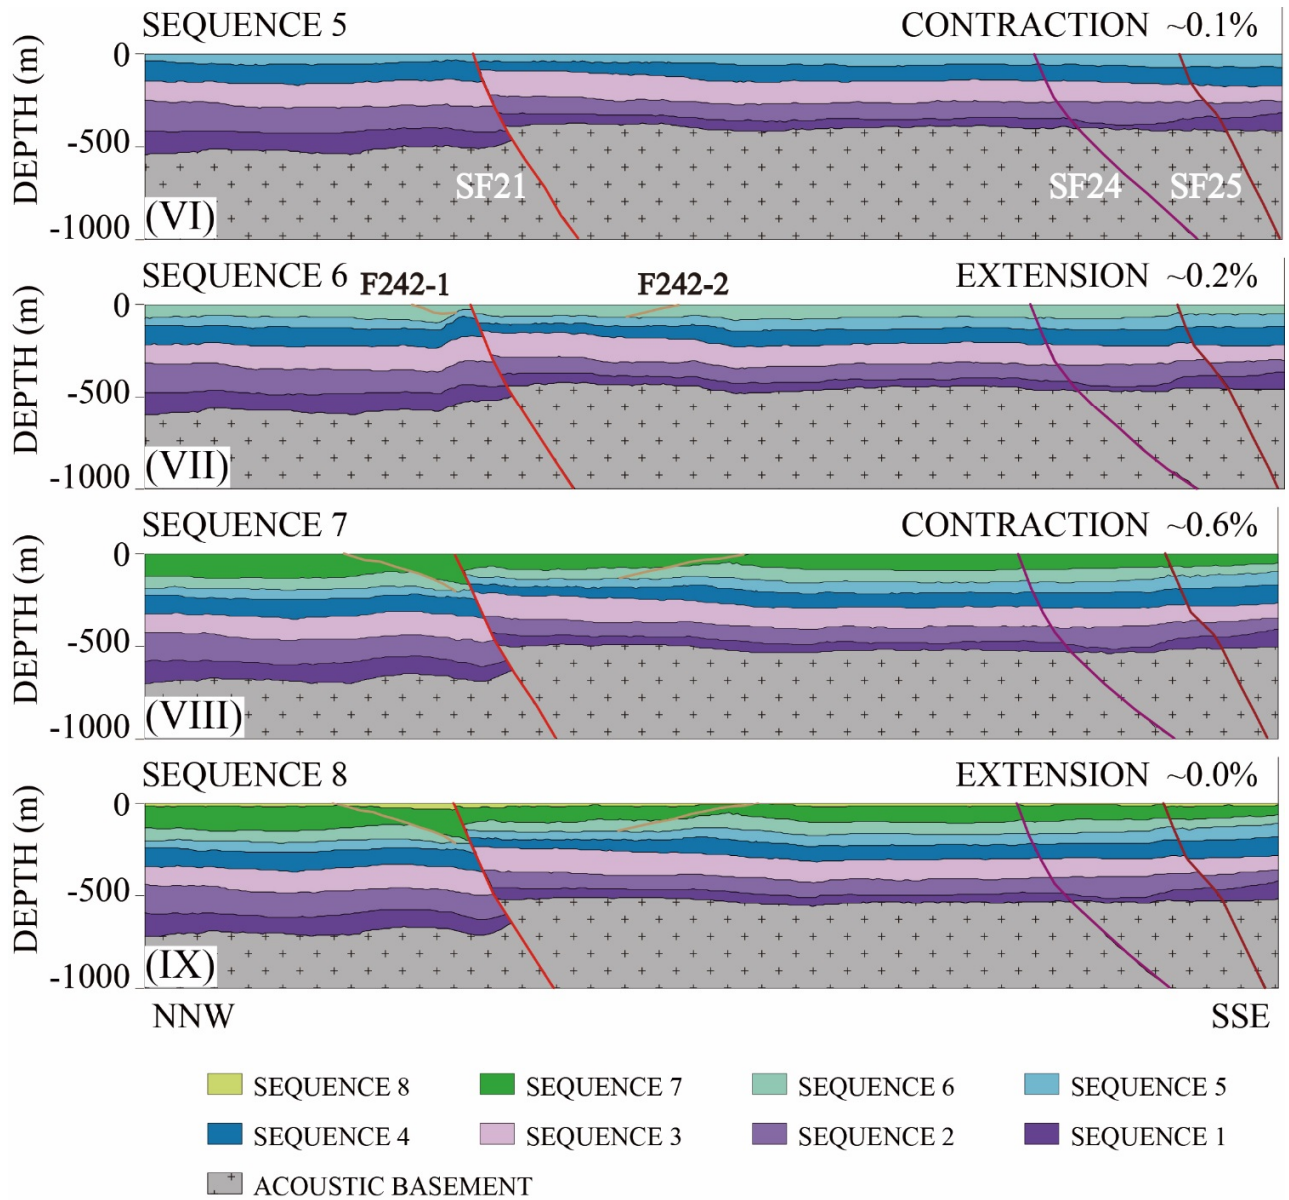 SEQUENCE 5 CONTRACTION ~0.1%
DEPTH (m)
0
-500
-1000
(VI)
SF21
SF24
SF25
SEQUENCE 6 EXTENSION ~0.2%
F242-1
F242-2
DEPTH (m)
0
-500
-1000
(VII)
SEQUENCE 7 CONTRACTION ~0.6%
DEPTH (m)
0
-500
-1000
(VIII)
SEQUENCE 8 EXTENSION ~0.0%
DEPTH (m)
0
-500
-1000
(IX)
NNW SSE
SEQUENCE 8 SEQUENCE 7 SEQUENCE 6 SEQUENCE 5
SEQUENCE 4 SEQUENCE 3 SEQUENCE 2 SEQUENCE 1
ACOUSTIC BASEMENT